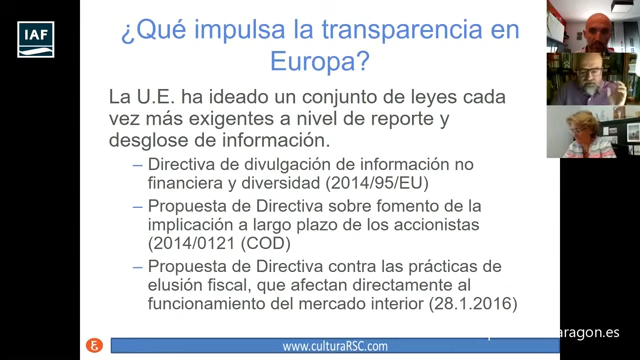 IAF
¿Qué impulsa la transparencia en
Europa?
La U.E. ha ideado un conjunto de leyes cada
vez más exigentes a nivel de reporte y
desglose de información.
– Directiva de divulgación de información no
financiera y diversidad (2014/95/EU)
– Propuesta de Directiva sobre fomento de la
implicación a largo plazo de los accionistas
(2014/0121 (COD)
– Propuesta de Directiva contra las prácticas de
elusión fiscal, que afectan directamente al
funcionamiento del mercado interior (28.1.2016)
aragon.es
www.culturaRSC.com